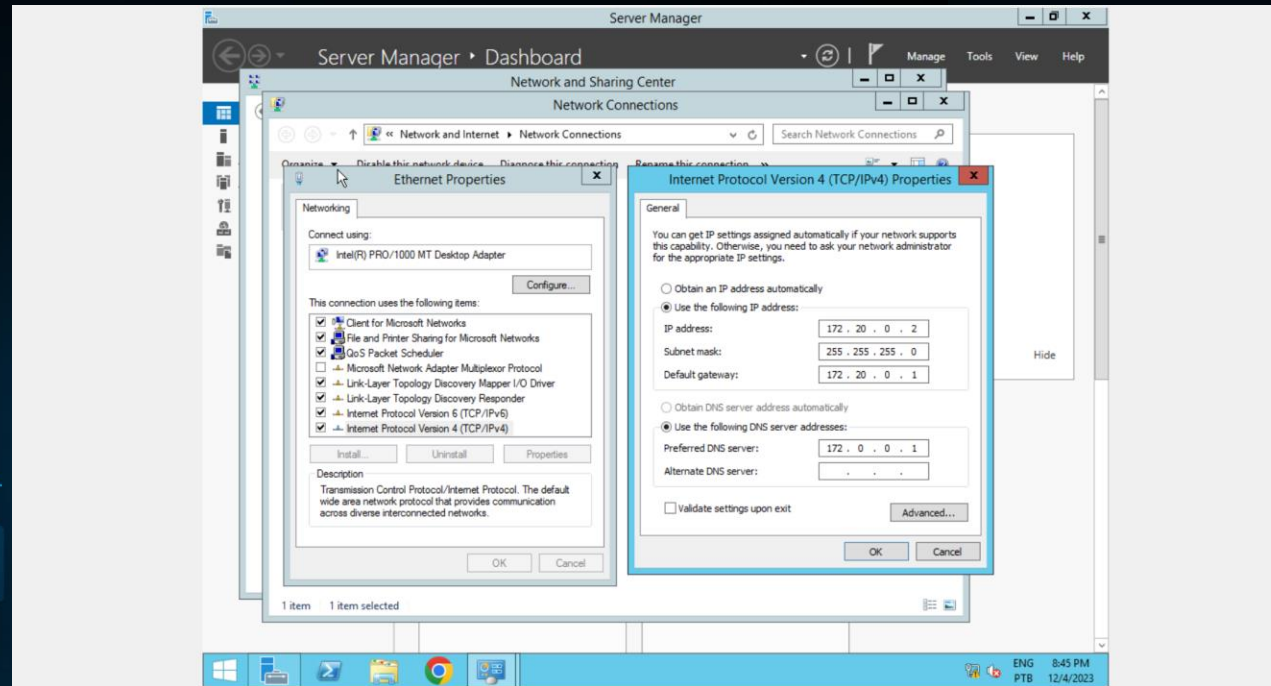 Server Manager
Server Manager ‣ Dashboard
Manage Tools View Help
Network and Sharing Center
Network Connections
« Network and Internet ▸ Network Connections
Search Network Connections
Organize Disable this network device Diagnose this connection Rename this connection »
Ethernet Properties
Networking
Connect using:
Intel(R) PRO/1000 MT Desktop Adapter
Configure...
This connection uses the following items:
Client for Microsoft Networks
File and Printer Sharing for Microsoft Networks
QoS Packet Scheduler
Microsoft Network Adapter Multiplexor Protocol
Link-Layer Topology Discovery Mapper I/O Driver
Link-Layer Topology Discovery Responder
Internet Protocol Version 6 (TCP/IPv6)
Internet Protocol Version 4 (TCP/IPv4)
Install... Uninstall Properties
Description
Transmission Control Protocol/Internet Protocol. The default
wide area network protocol that provides communication
across diverse interconnected networks.
OK Cancel
Internet Protocol Version 4 (TCP/IPv4) Properties
General
You can get IP settings assigned automatically if your network supports
this capability. Otherwise, you need to ask your network administrator
for the appropriate IP settings.
Obtain an IP address automatically
Use the following IP address:
IP address: 172 . 20 . 0 . 2
Subnet mask: 255 . 255 . 255 . 0
Default gateway: 172 . 20 . 0 . 1
Obtain DNS server address automatically
Use the following DNS server addresses:
Preferred DNS server: 172 . 0 . 0 . 1
Alternate DNS server: . . .
Validate settings upon exit
Advanced...
OK Cancel
Hide
1 item 1 item selected
ENG 8:45 PM
PTB 12/4/2023